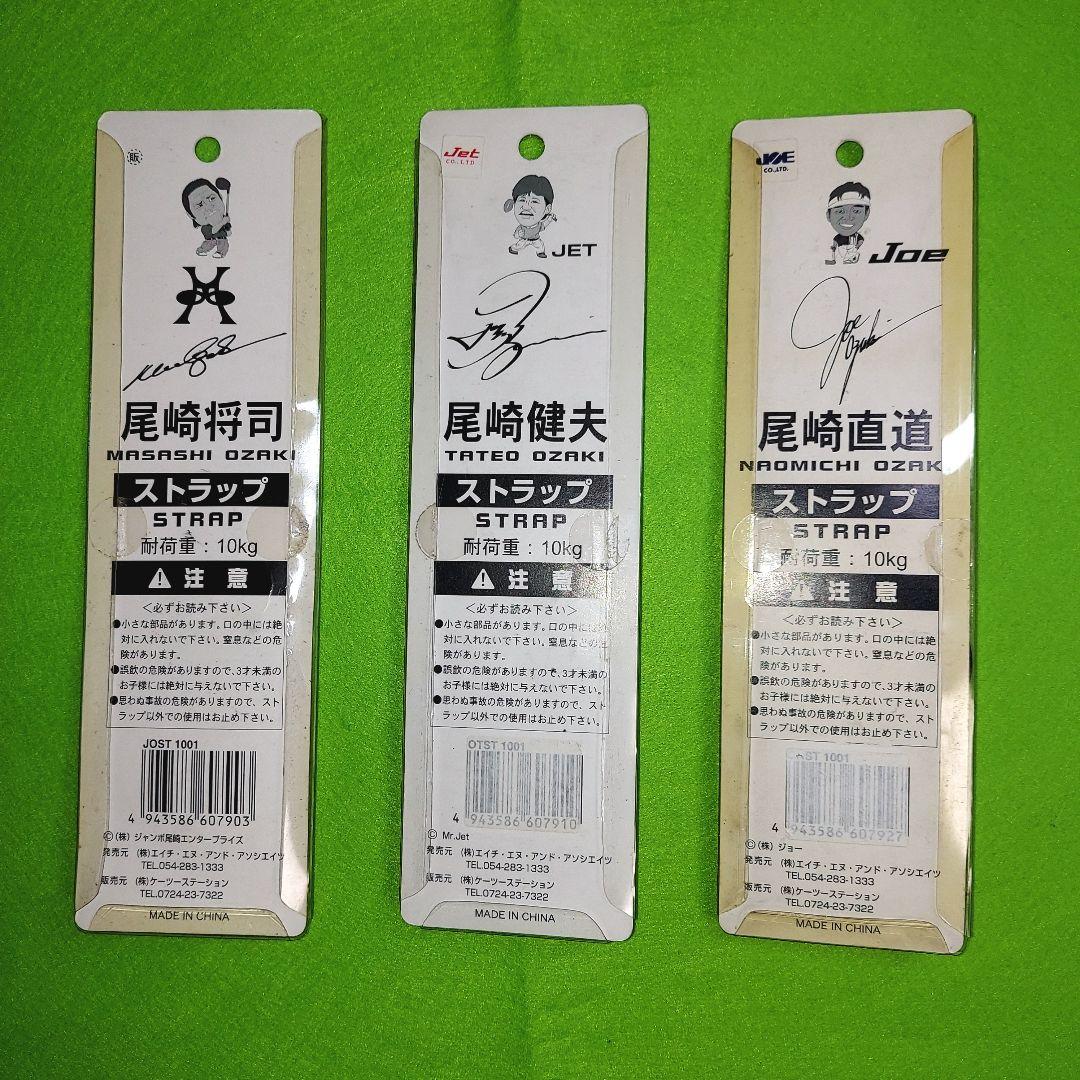 販
尾崎将司
MASASHI OZAKI
ストラップ
STRAP
耐荷重：10kg
注意
＜必ずお読み下さい＞
●小さな部品があります。口の中には絶
対に入れないで下さい。窒息などの危
険があります。
●誤飲の危険がありますので、3才未満の
お子様には絶対に与えないで下さい。
●思わぬ事故の危険がありますので、スト
ラップ以外での使用はお止め下さい。
JOST 1001
4 943586 607903
©（株）ジャンボ尾崎エンタープライズ
発売元 （株）エイチ・エヌ・アンド・アソシエイツ
TEL.054-283-1333
販売元 （株）ケーツーステーション
TEL.0724-23-7322
MADE IN CHINA
Jet
CO.,LTD.
JET
尾崎健夫
TATEO OZAKI
ストラップ
STRAP
耐荷重：10kg
注意
＜必ずお読み下さい＞
●小さな部品があります。口の中には絶
対に入れないで下さい。窒息などの危
険があります。
●誤飲の危険がありますので、3才未満の
お子様には絶対に与えないで下さい。
●思わぬ事故の危険がありますので、スト
ラップ以外での使用はお止め下さい。
OTST 1001
4 943586 607910
© Mr.Jet
発売元 （株）エイチ・エヌ・アンド・アソシエイツ
TEL.054-283-1333
販売元 （株）ケーツーステーション
TEL.0724-23-7322
MADE IN CHINA
CO.,LTD.
Joe
Joe Ozaki
尾崎直道
NAOMICHI OZAK
ストラップ
STRAP
耐荷重：10kg
注意
＜必ずお読み下さい＞
●小さな部品があります。口の中には絶
対に入れないで下さい。窒息などの危
険があります。
●誤飲の危険がありますので、3才未満の
お子様には絶対に与えないで下さい。
●思わぬ事故の危険がありますので、スト
ラップ以外での使用はお止め下さい。
1001
4 943586 607927
©（株）ジョー
発売元 （株）エイチ・エヌ・アンド・アソシエイツ
TEL.054-283-1333
販売元 （株）ケーツーステーション
TEL.0724-23-7322
MADE IN CHINA